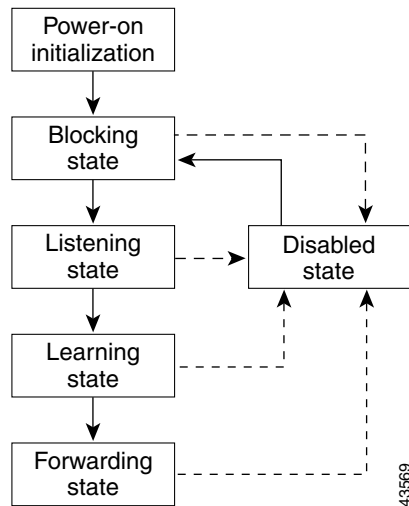 Power-on
initialization
Blocking
state
Listening
state
Disabled
state
Learning
state
Forwarding
state
43569